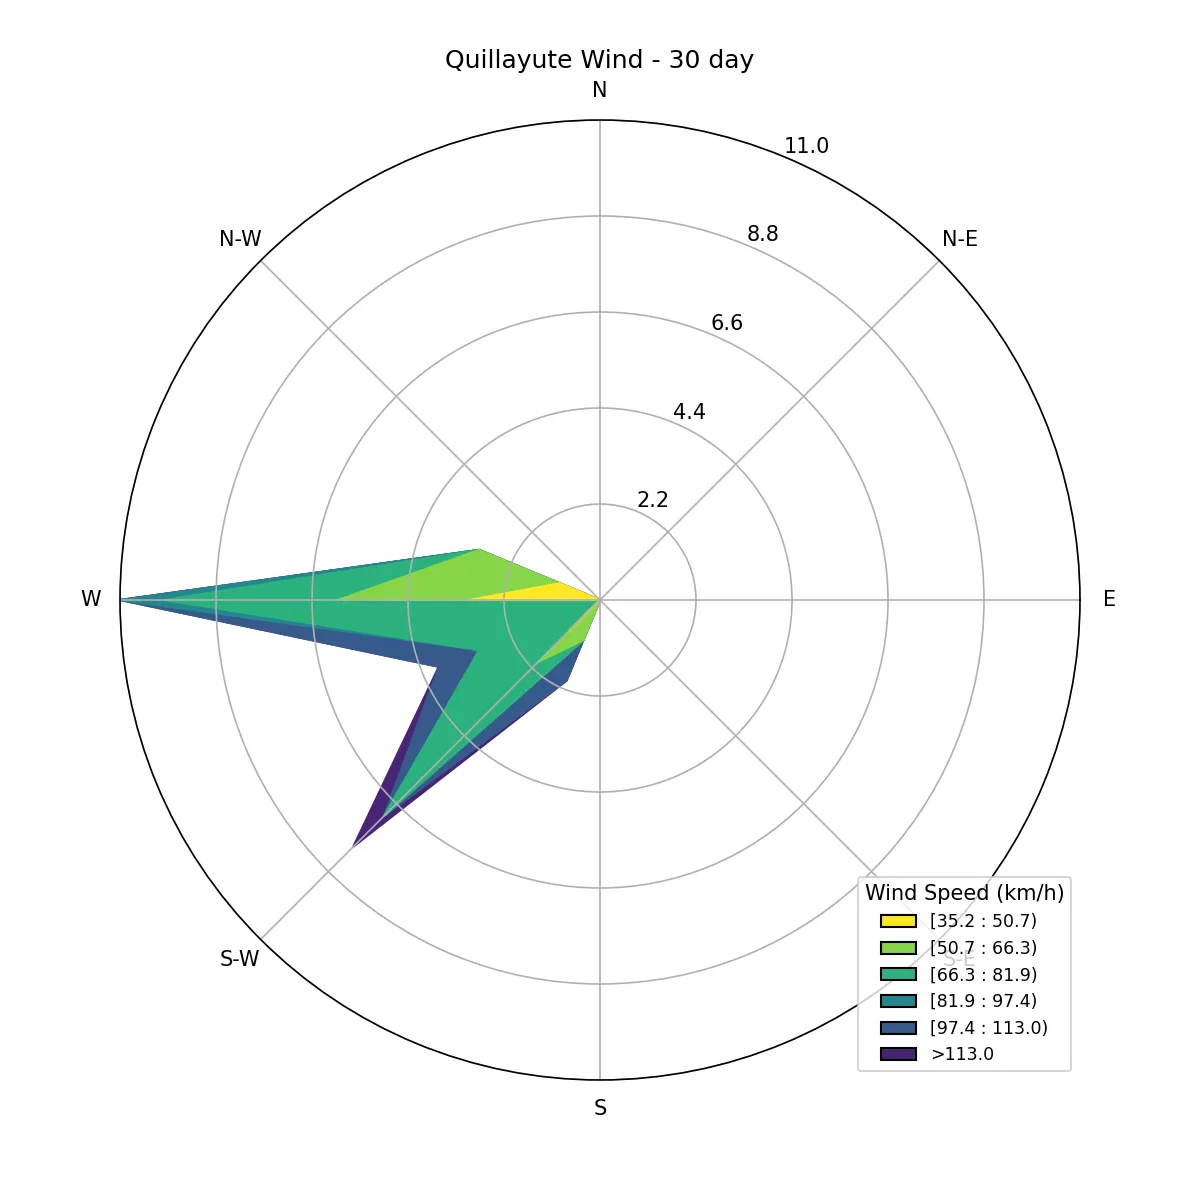 Quillayute Wind - 30 day
N
11.0
N-W
8.8
N-E
6.6
4.4
2.2
W
E
S-W
S-E
S
Wind Speed (km/h)
[35.2 : 50.7)
[50.7 : 66.3)
[66.3 : 81.9)
[81.9 : 97.4)
[97.4 : 113.0)
>113.0